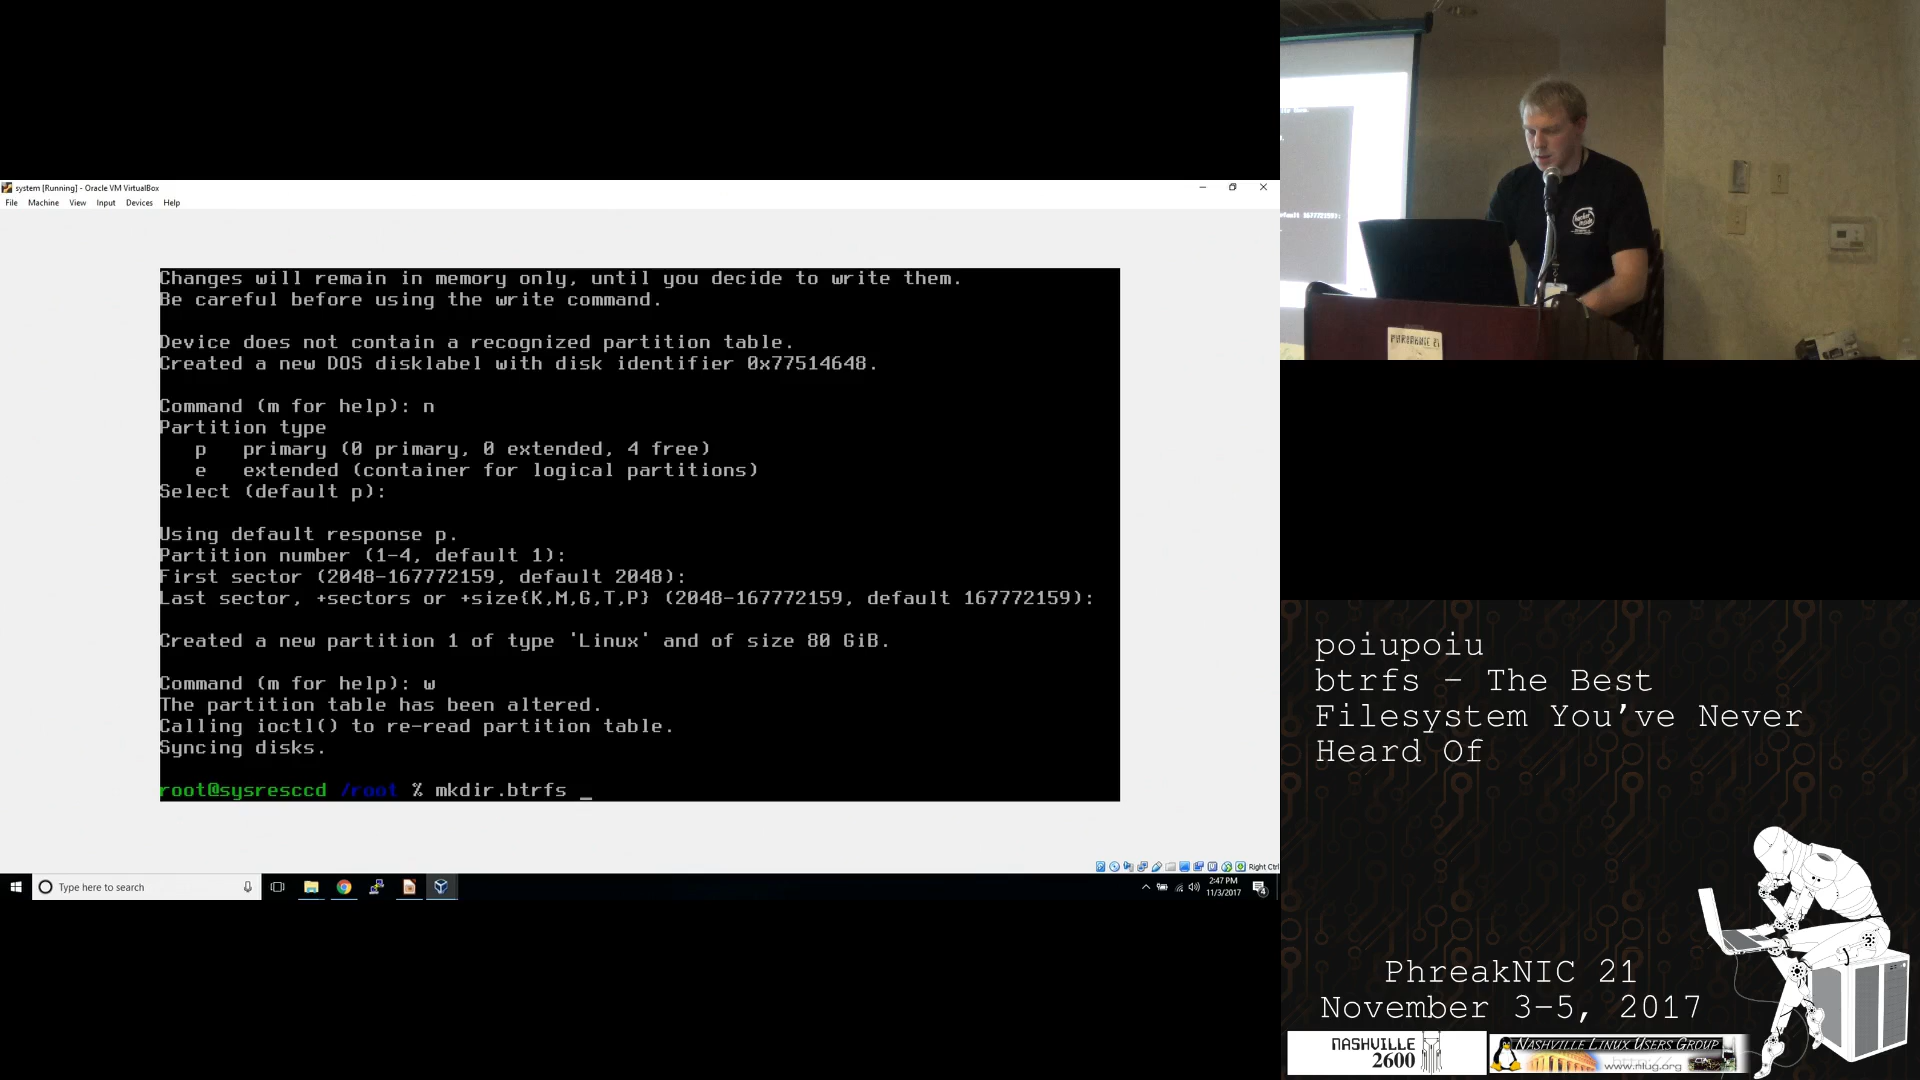 system [Running] - Oracle VM VirtualBox
File Machine View Input Devices Help
Changes will remain in memory only, until you decide to write them.
Be careful before using the write command.
Device does not contain a recognized partition table.
Created a new DOS disklabel with disk identifier 0x77514648.
Command (m for help): n
Partition type
p primary (0 primary, 0 extended, 4 free)
e extended (container for logical partitions)
Select (default p):
Using default response p.
Partition number (1-4, default 1):
First sector (2048-167772159, default 2048):
Last sector, +sectors or +size{K,M,G,T,P} (2048-167772159, default 167772159):
Created a new partition 1 of type 'Linux' and of size 80 GiB.
Command (m for help): w
The partition table has been altered.
Calling ioctl() to re-read partition table.
Syncing disks.
root@sysresccd /root % mkdir.btrfs _
Right Ctrl
Type here to search
2:47 PM
11/3/2017
PHREAKNIC 21
poiupoiu
btrfs – The Best
Filesystem You've Never
Heard Of
PhreakNIC 21
November 3-5, 2017
NASHVILLE
2600
NASHVILLE LINUX USERS GROUP
www.nlug.org